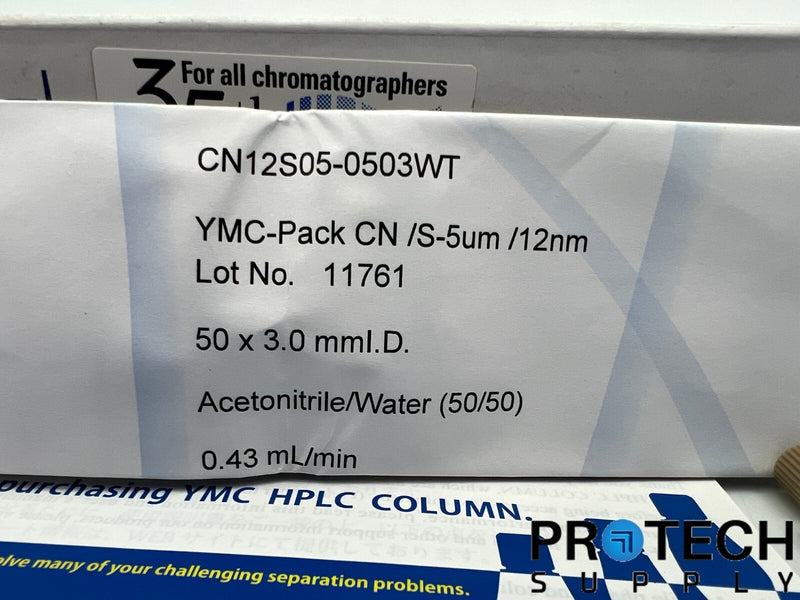 For all chromatographers
CN12S05-0503WT
YMC-Pack CN /S-5um /12nm
Lot No. 11761
50 x 3.0 mmI.D.
Acetonitrile/Water (50/50)
0.43 mL/min
purchasing YMC HPLC COLUMN.
many of your challenging separation problems.
PROTECH
SUPPLY